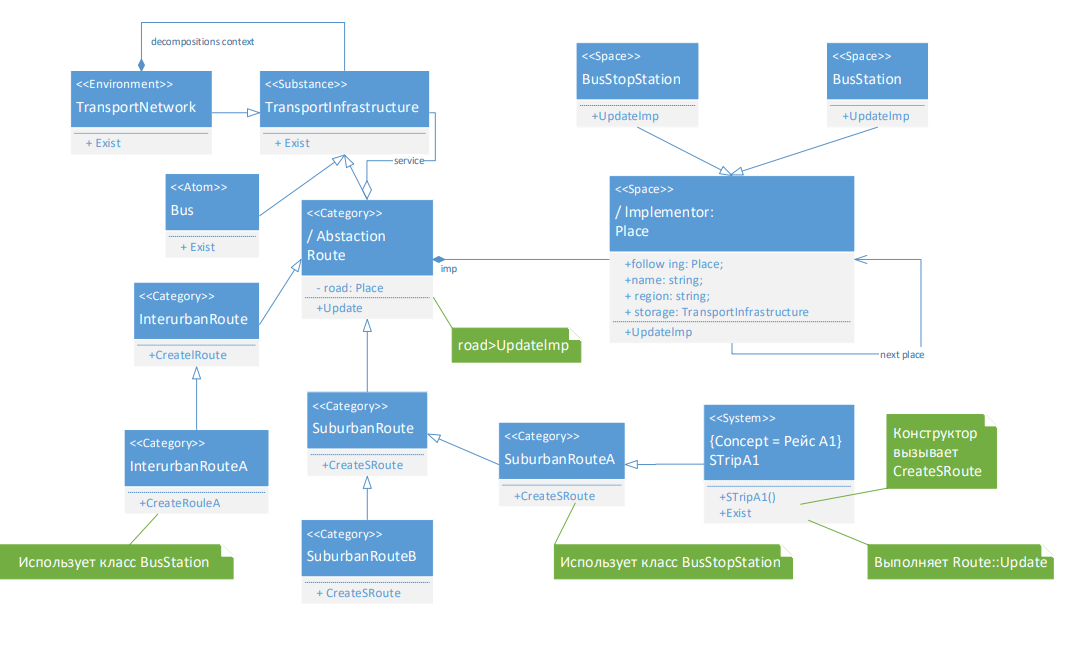 decompositions context
<<Environment>>
TransportNetwork
+ Exist
<<Substance>>
TransportInfrastructure
+ Exist
service
<<Space>>
BusStopStation
+UpdateImp
<<Space>>
BusStation
+UpdateImp
<<Atom>>
Bus
+ Exist
<<Category>>
/ Abstaction
Route
- road: Place
+Update
imp
<<Space>>
/ Implementor:
Place
+follow ing: Place;
+name: string;
+ region: string;
+ storage: TransportInfrastructure
+UpdateImp
next place
<<Category>>
InterurbanRoute
+CreateIRoute
road>UpdateImp
<<Category>>
InterurbanRouteA
+CreateRouleA
Использует класс BusStation
<<Category>>
SuburbanRoute
+CreateSRoute
<<Category>>
SuburbanRouteB
+ CreateSRoute
<<Category>>
SuburbanRouteA
+CreateSRoute
Использует класс BusStopStation
<<System>>
{Concept = Рейс A1}
STripA1
+STripA1()
+Exist
Конструктор
вызывает
CreateSRoute
Выполняет Route::Update